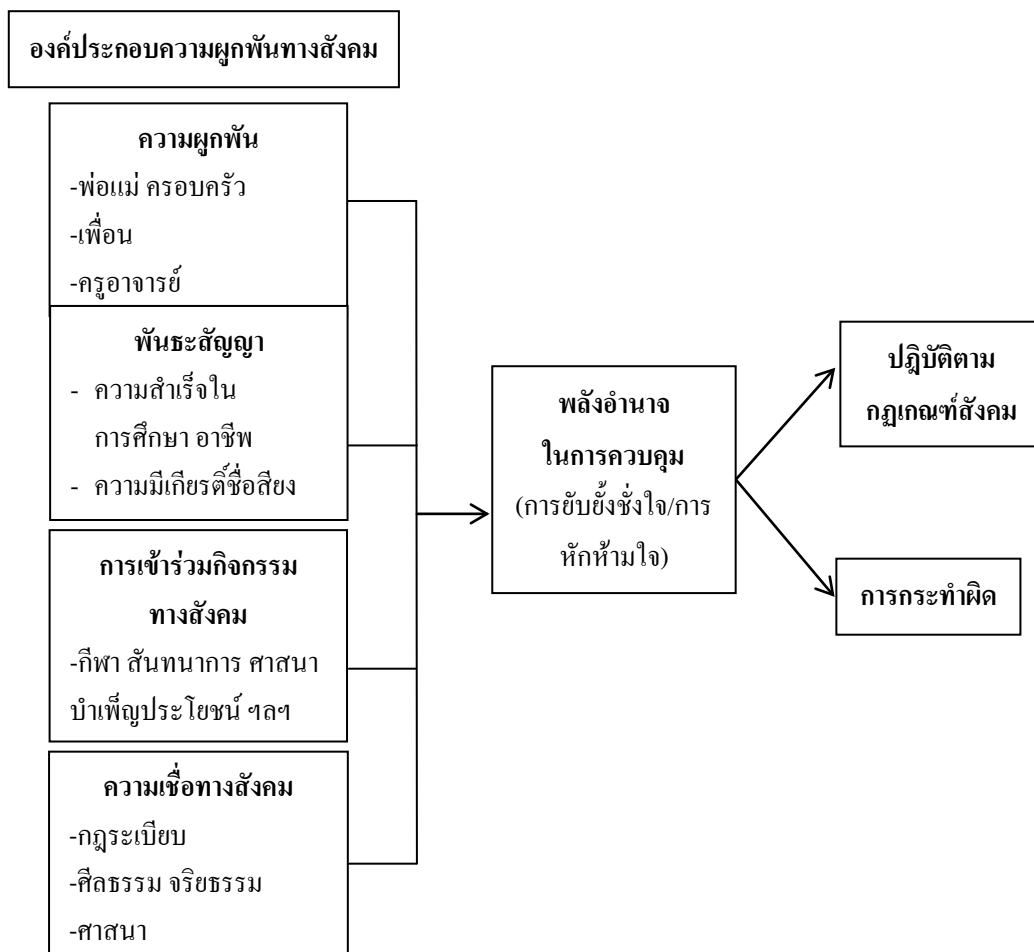 องค์ประกอบความผูกพันทางสังคม
ความผูกพัน
-พ่อแม่ ครอบครัว
-เพื่อน
-ครูอาจารย์
พันธะสัญญา
- ความสำเร็จใน
การศึกษา อาชีพ
- ความมีเกียรติ์ชื่อสียง
การเข้าร่วมกิจกรรม
ทางสังคม
-กีฬา สันทนาการ ศาสนา
บำเพ็ญประโยชน์ ฯลฯ
ความเชื่อทางสังคม
-กฎระเบียบ
-ศีลธรรม จริยธรรม
-ศาสนา
พลังอำนาจ
ในการควบคุม
(การยับยั้งชั่งใจ/การ
หักห้ามใจ)
ปฎิบัติตาม
กฏเกณฑ์สังคม
การกระทำผิด